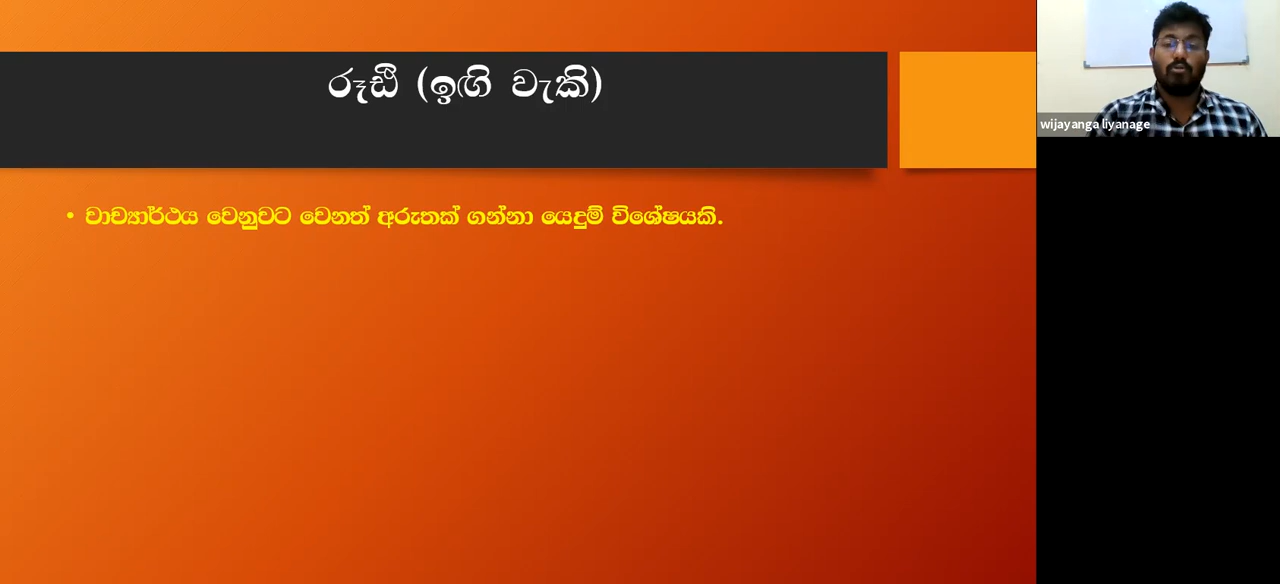 රූඪි (ඉඟි වැකි)
• වාච්‍යාර්ථය වෙනුවට වෙනත් අරුතක් ගන්නා යෙදුම් විශේෂයකි.
wijayanga liyanage